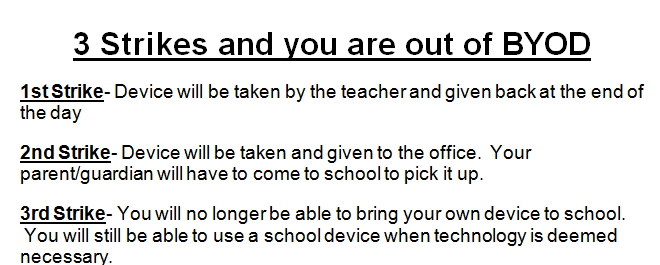 3 Strikes and you are out of BYOD
1st Strike- Device will be taken by the teacher and given back at the end of
the day
2nd Strike- Device will be taken and given to the office.  Your
parent/guardian will have to come to school to pick it up.
3rd Strike- You will no longer be able to bring your own device to school.
You will still be able to use a school device when technology is deemed
necessary.